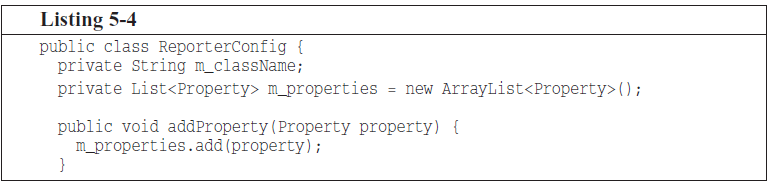 Listing 5-4
public class ReporterConfig {
private String m_className;
private List<Property> m_properties = new ArrayList<Property>();
public void addProperty(Property property) {
m_properties.add(property);
}